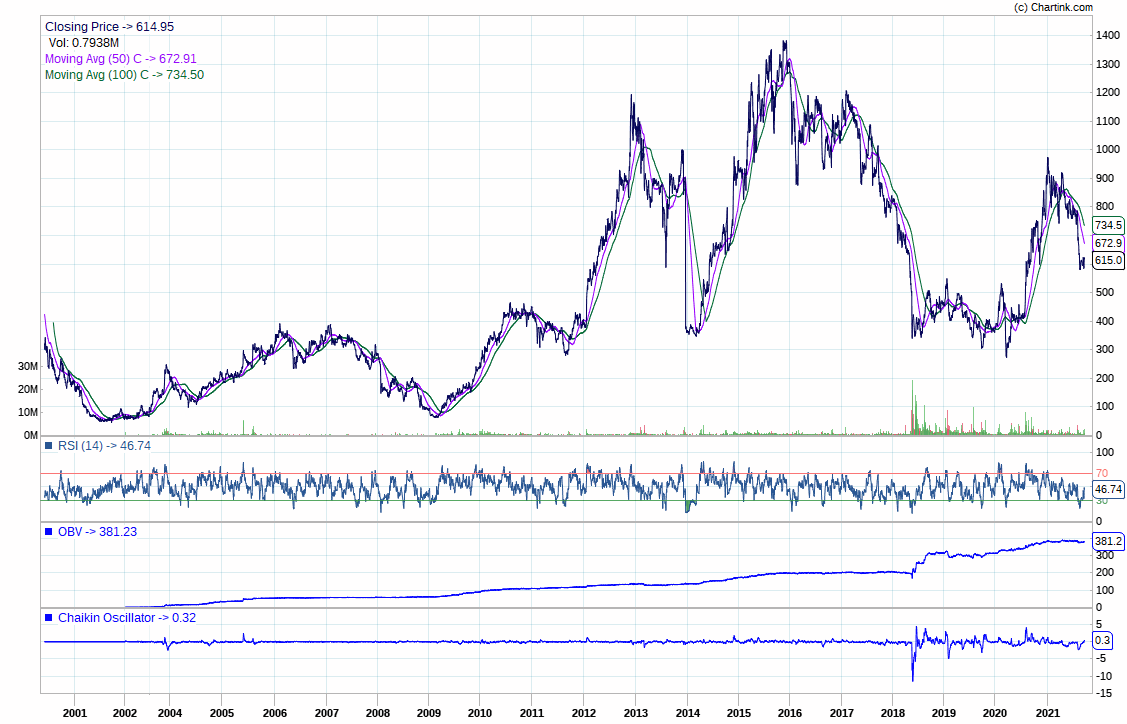 (c) Chartink.com
Closing Price -> 614.95
Vol: 0.7938M
Moving Avg (50) C -> 672.91
Moving Avg (100) C -> 734.50
1400
1300
1200
1100
1000
900
800
734.5
672.9
615.0
500
400
300
200
100
0
30M
20M
10M
0M
RSI (14) -> 46.74
100
70
46.74
30
0
OBV -> 381.23
381.2
300
200
100
0
Chaikin Oscillator -> 0.32
5
0.3
-5
-10
-15
2001 2002 2004 2005 2006 2007 2008 2009 2010 2011 2012 2013 2014 2015 2016 2017 2018 2019 2020 2021